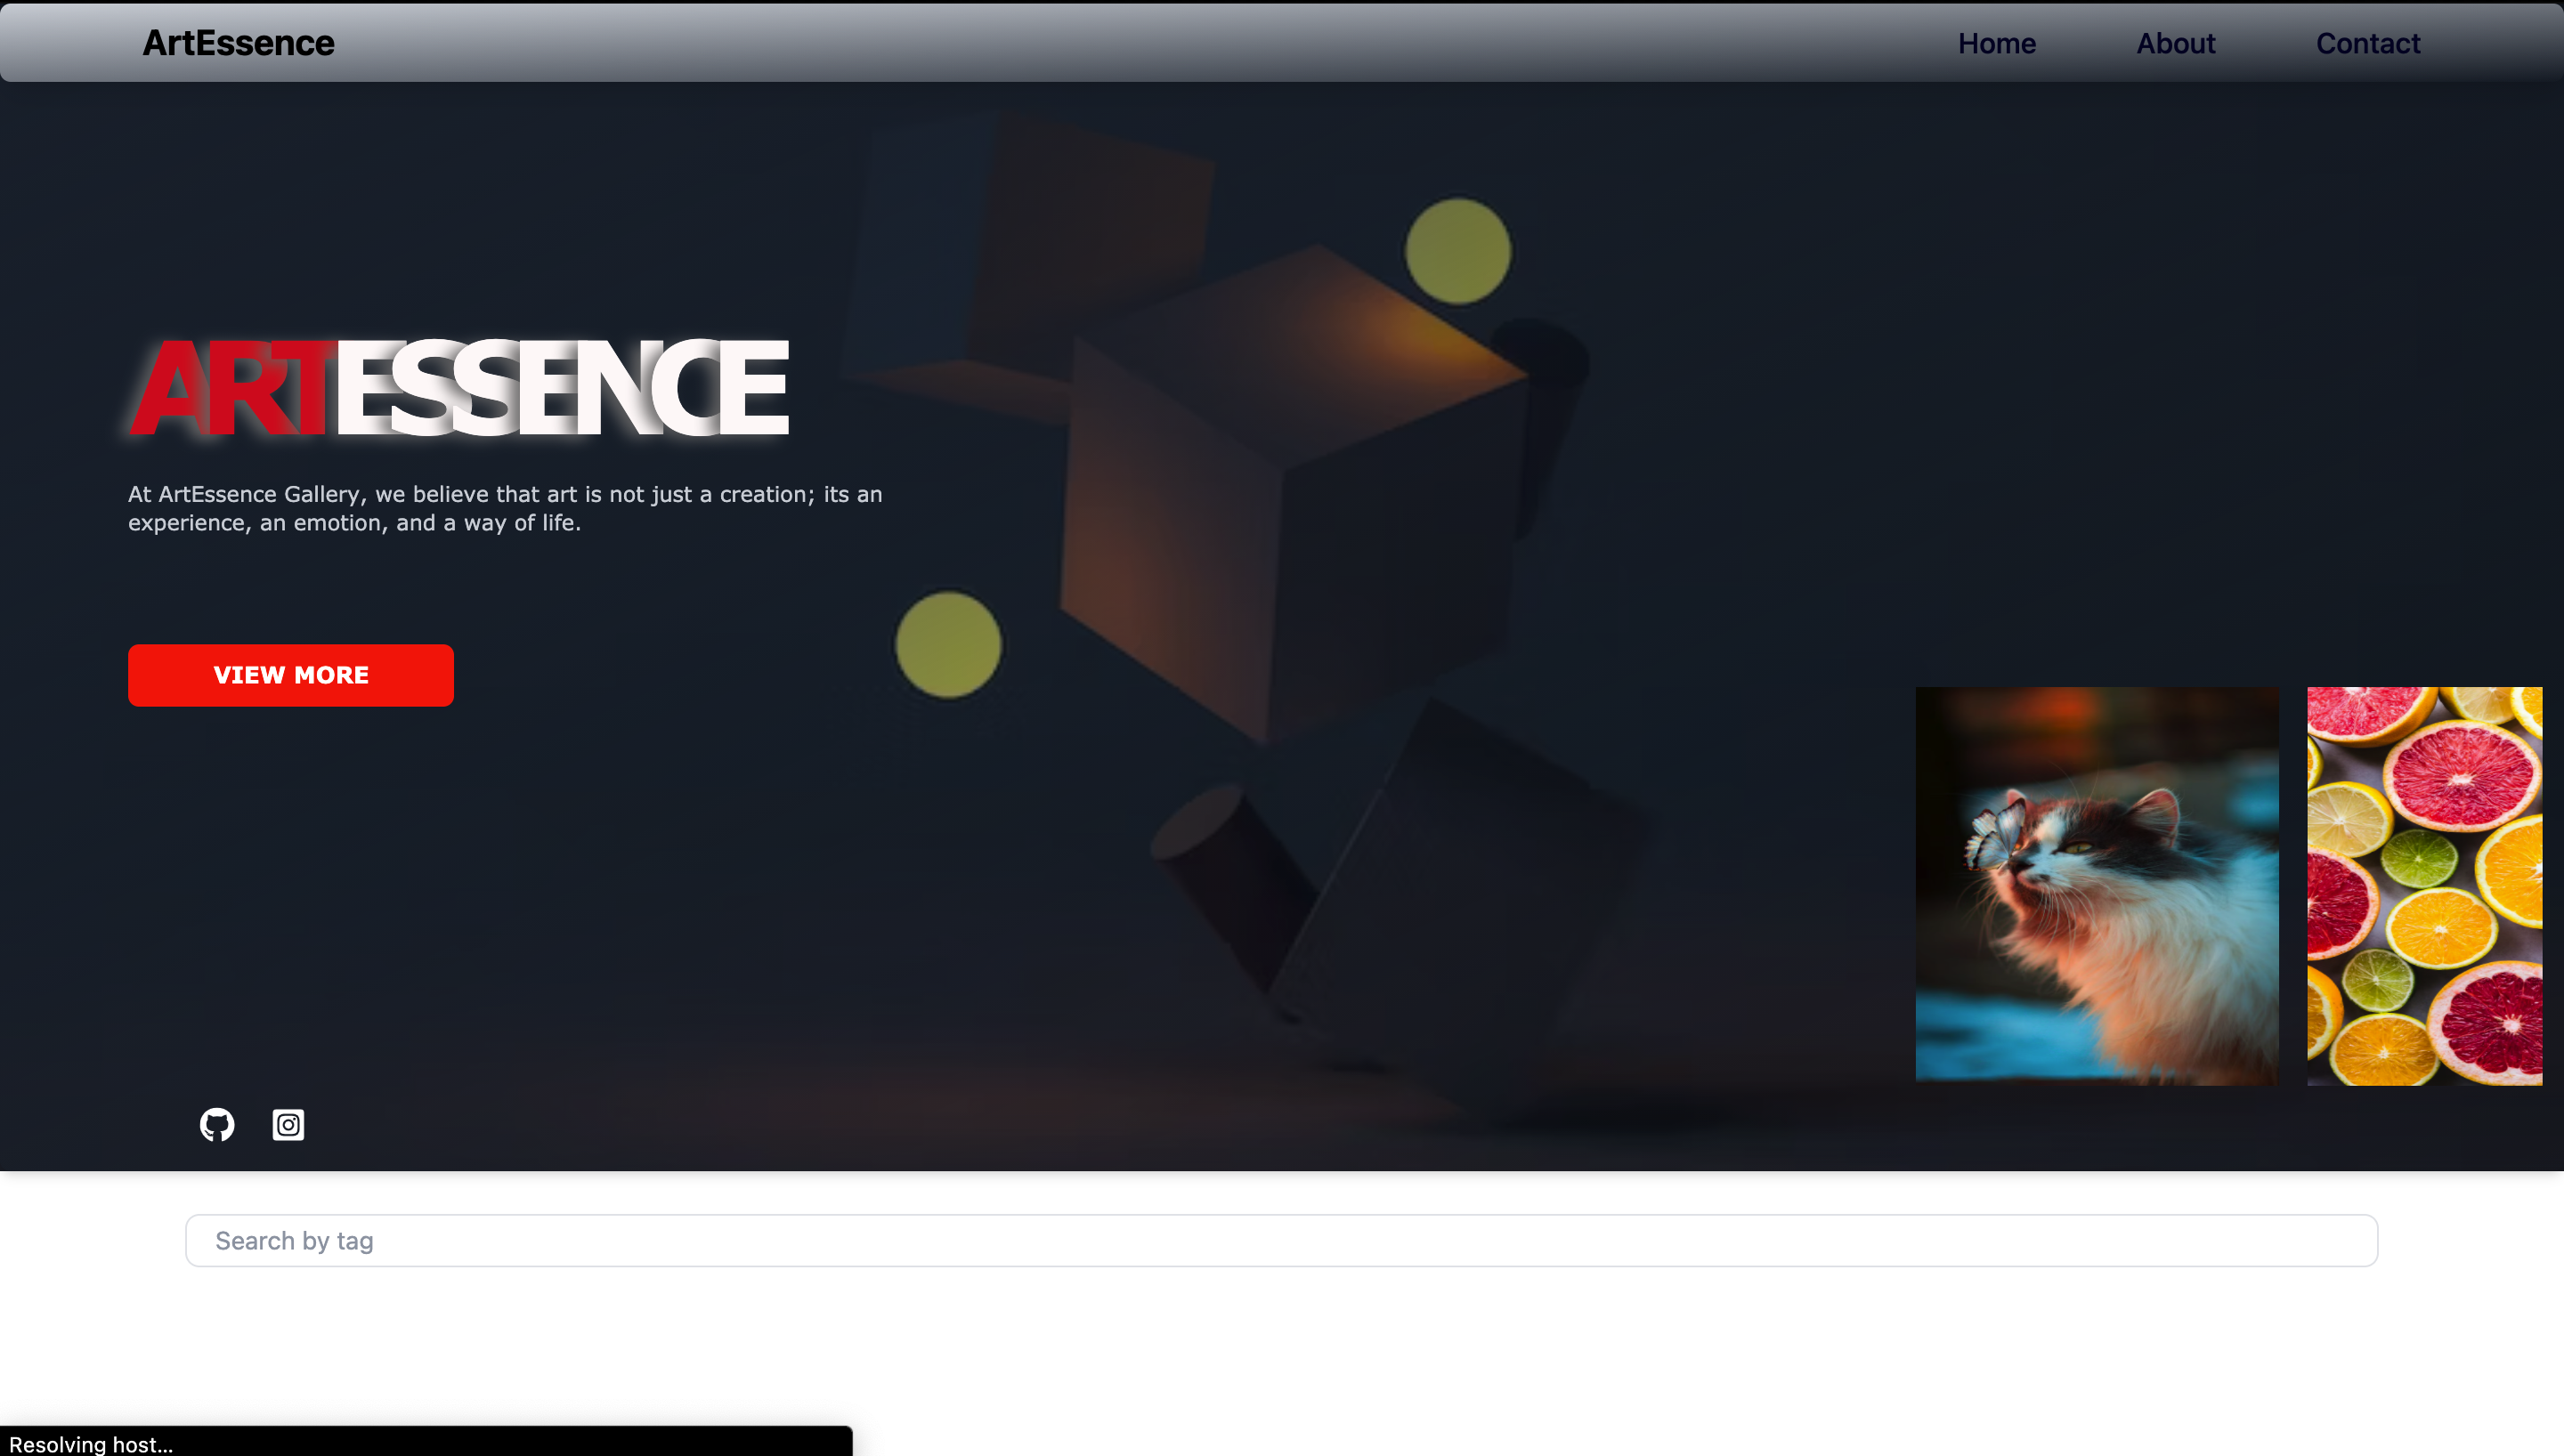 ArtEssence
Home About Contact
ARTESSENCE
At ArtEssence Gallery, we believe that art is not just a creation; its an
experience, an emotion, and a way of life.
VIEW MORE
Search by tag
Resolving host...